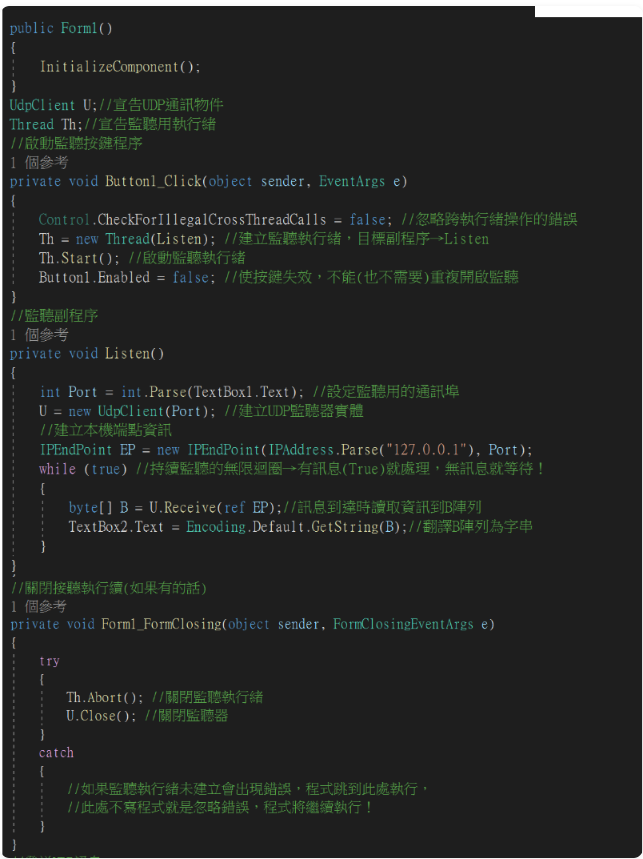 public Form1()
{
InitializeComponent();
}
UdpClient U;//宣告UDP通訊物件
Thread Th;//宣告監聽用執行緒
//啟動監聽按鍵程序
1 個參考
private void Button1_Click(object sender, EventArgs e)
{
Control.CheckForIllegalCrossThreadCalls = false; //忽略跨執行緒操作的錯誤
Th = new Thread(Listen); //建立監聽執行緒，目標副程序→Listen
Th.Start(); //啟動監聽執行緒
Button1.Enabled = false; //使按鍵失效，不能(也不需要)重複開啟監聽
}
//監聽副程序
1 個參考
private void Listen()
{
int Port = int.Parse(TextBox1.Text); //設定監聽用的通訊埠
U = new UdpClient(Port); //建立UDP監聽器實體
//建立本機端點資訊
IPEndPoint EP = new IPEndPoint(IPAddress.Parse("127.0.0.1"), Port);
while (true) //持續監聽的無限迴圈→有訊息(True)就處理，無訊息就等待！
{
byte[] B = U.Receive(ref EP);//訊息到達時讀取資訊到B陣列
TextBox2.Text = Encoding.Default.GetString(B);//翻譯B陣列為字串
}
}
//關閉接聽執行續(如果有的話)
1 個參考
private void Form1_FormClosing(object sender, FormClosingEventArgs e)
{
try
{
Th.Abort(); //關閉監聽執行緒
U.Close(); //關閉監聽器
}
catch
{
//如果監聽執行緒未建立會出現錯誤，程式跳到此處執行，
//此處不寫程式就是忽略錯誤，程式將繼續執行！
}
}